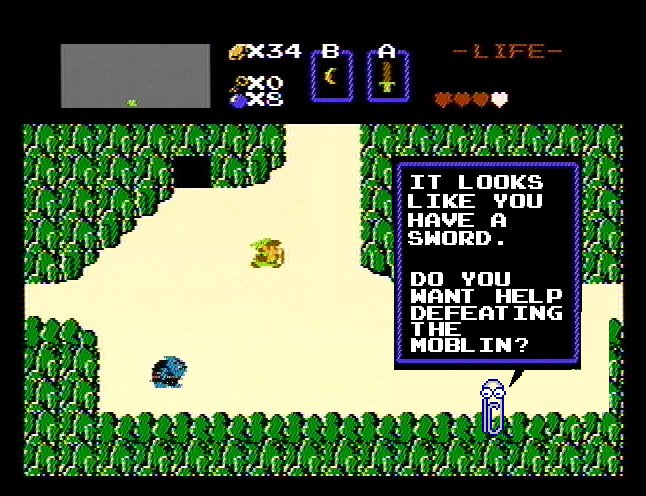 X34
B
A
-LIFE-
X0
X8
IT LOOKS
LIKE YOU
HAVE A
SWORD.
DO YOU
WANT HELP
DEFEATING
THE
MOBLIN?